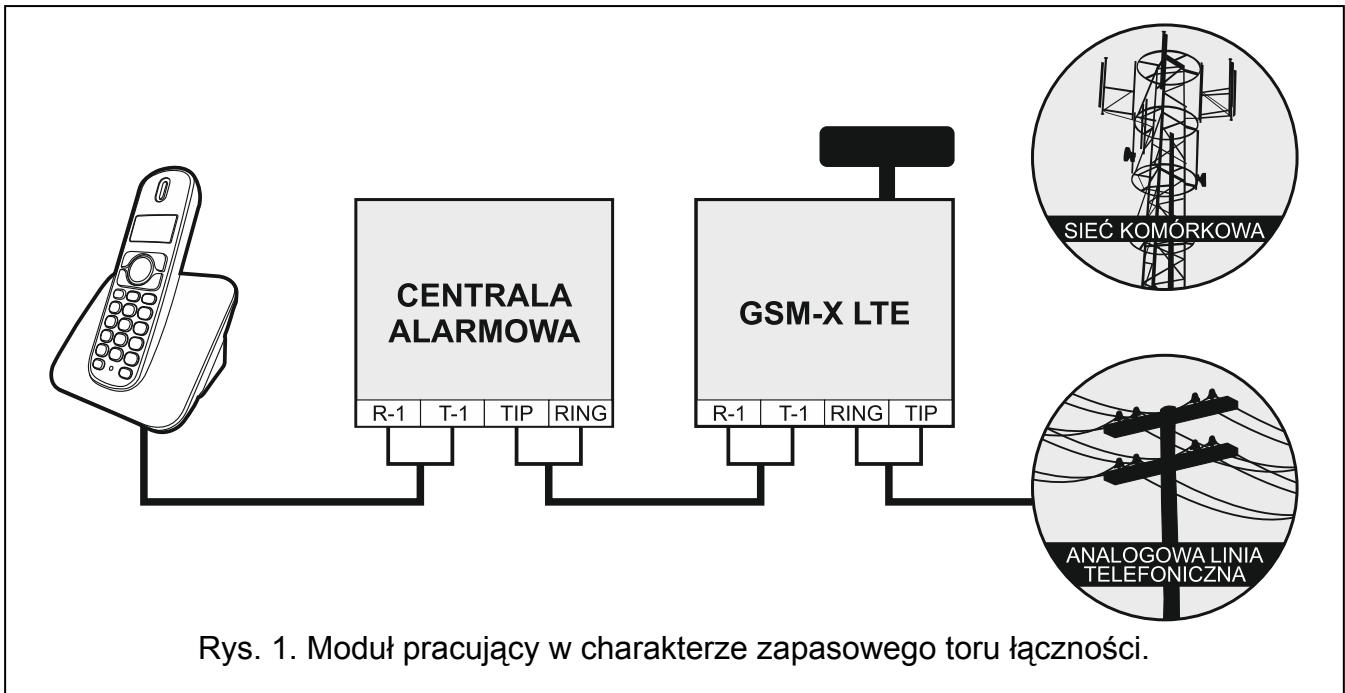 SIEĆ KOMÓRKOWA
CENTRALA
ALARMOWA
GSM-X LTE
R-1 T-1 TIP RING
R-1 T-1 RING TIP
ANALOGOWA LINIA
TELEFONICZNA
Rys. 1. Moduł pracujący w charakterze zapasowego toru łączności.